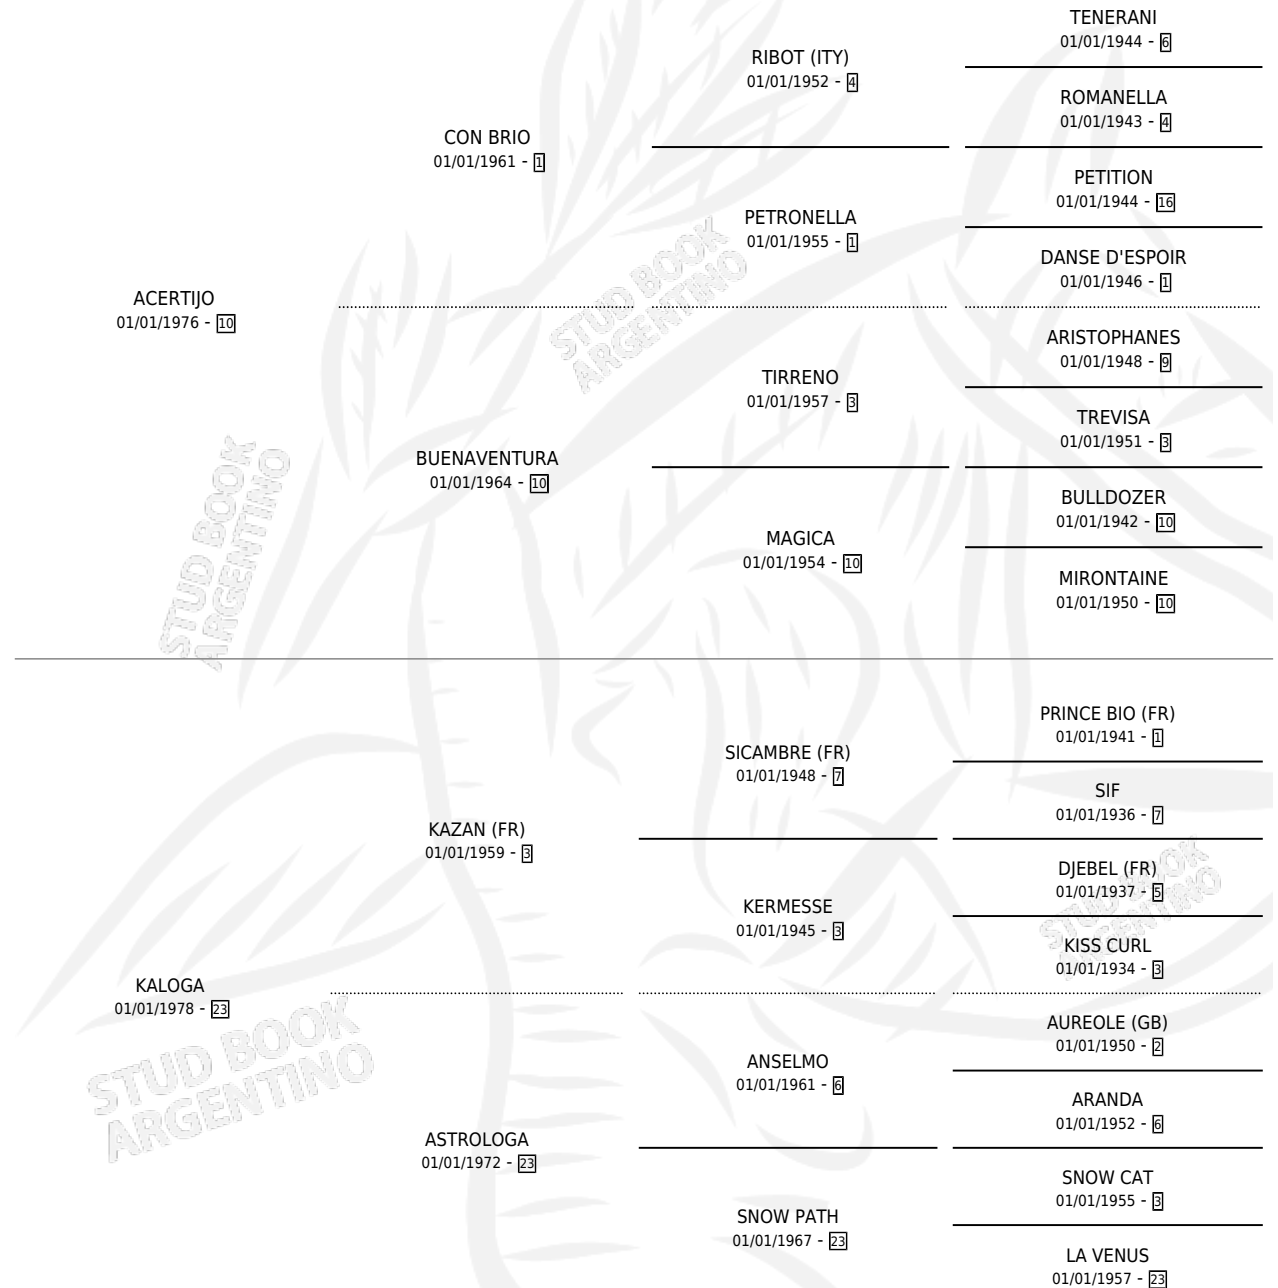 TENERANI
01/01/1944 - 6
RIBOT (ITY)
01/01/1952 - 4
ROMANELLA
01/01/1943 - 4
CON BRIO
01/01/1961 - 1
PETITION
01/01/1944 - 16
PETRONELLA
01/01/1955 - 1
DANSE D'ESPOIR
01/01/1946 - 1
ACERTIJO
01/01/1976 - 10
ARISTOPHANES
01/01/1948 - 9
TIRRENO
01/01/1957 - 3
TREVISA
01/01/1951 - 3
BUENAVENTURA
01/01/1964 - 10
BULLDOZER
01/01/1942 - 10
MAGICA
01/01/1954 - 10
MIRONTAINE
01/01/1950 - 10
STUD BOOK
ARGENTINO
STUD BOOK
ARGENTINO
PRINCE BIO (FR)
01/01/1941 - 1
SICAMBRE (FR)
01/01/1948 - 7
SIF
01/01/1936 - 7
KAZAN (FR)
01/01/1959 - 3
DJEBEL (FR)
01/01/1937 - 5
KERMESSE
01/01/1945 - 3
KISS CURL
01/01/1934 - 3
KALOGA
01/01/1978 - 23
AUREOLE (GB)
01/01/1950 - 2
ANSELMO
01/01/1961 - 6
ARANDA
01/01/1952 - 6
ASTROLOGA
01/01/1972 - 23
SNOW CAT
01/01/1955 - 3
SNOW PATH
01/01/1967 - 23
LA VENUS
01/01/1957 - 23
STUD BOOK
ARGENTINO
STUD BOOK
ARGENTINO